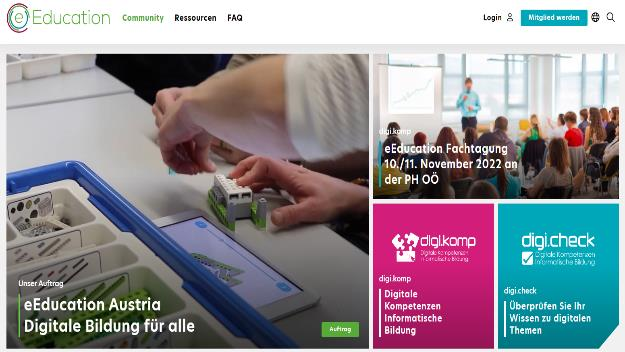 eEducation
Community
Ressourcen
FAQ
Login
Mitglied werden
digi.komp
eEducation Fachtagung
10./11. November 2022 an
der PH OÖ
Unser Auftrag
eEducation Austria
Digitale Bildung für alle
Auftrag
digi.komp
Digitale Kompetenzen
Informatische Bildung
digi.komp
Digitale
Kompetenzen
Informatische
Bildung
digi.check
Digitale Kompetenzen
Informatische Bildung
digi.check
Überprüfen Sie Ihr
Wissen zu digitalen
Themen